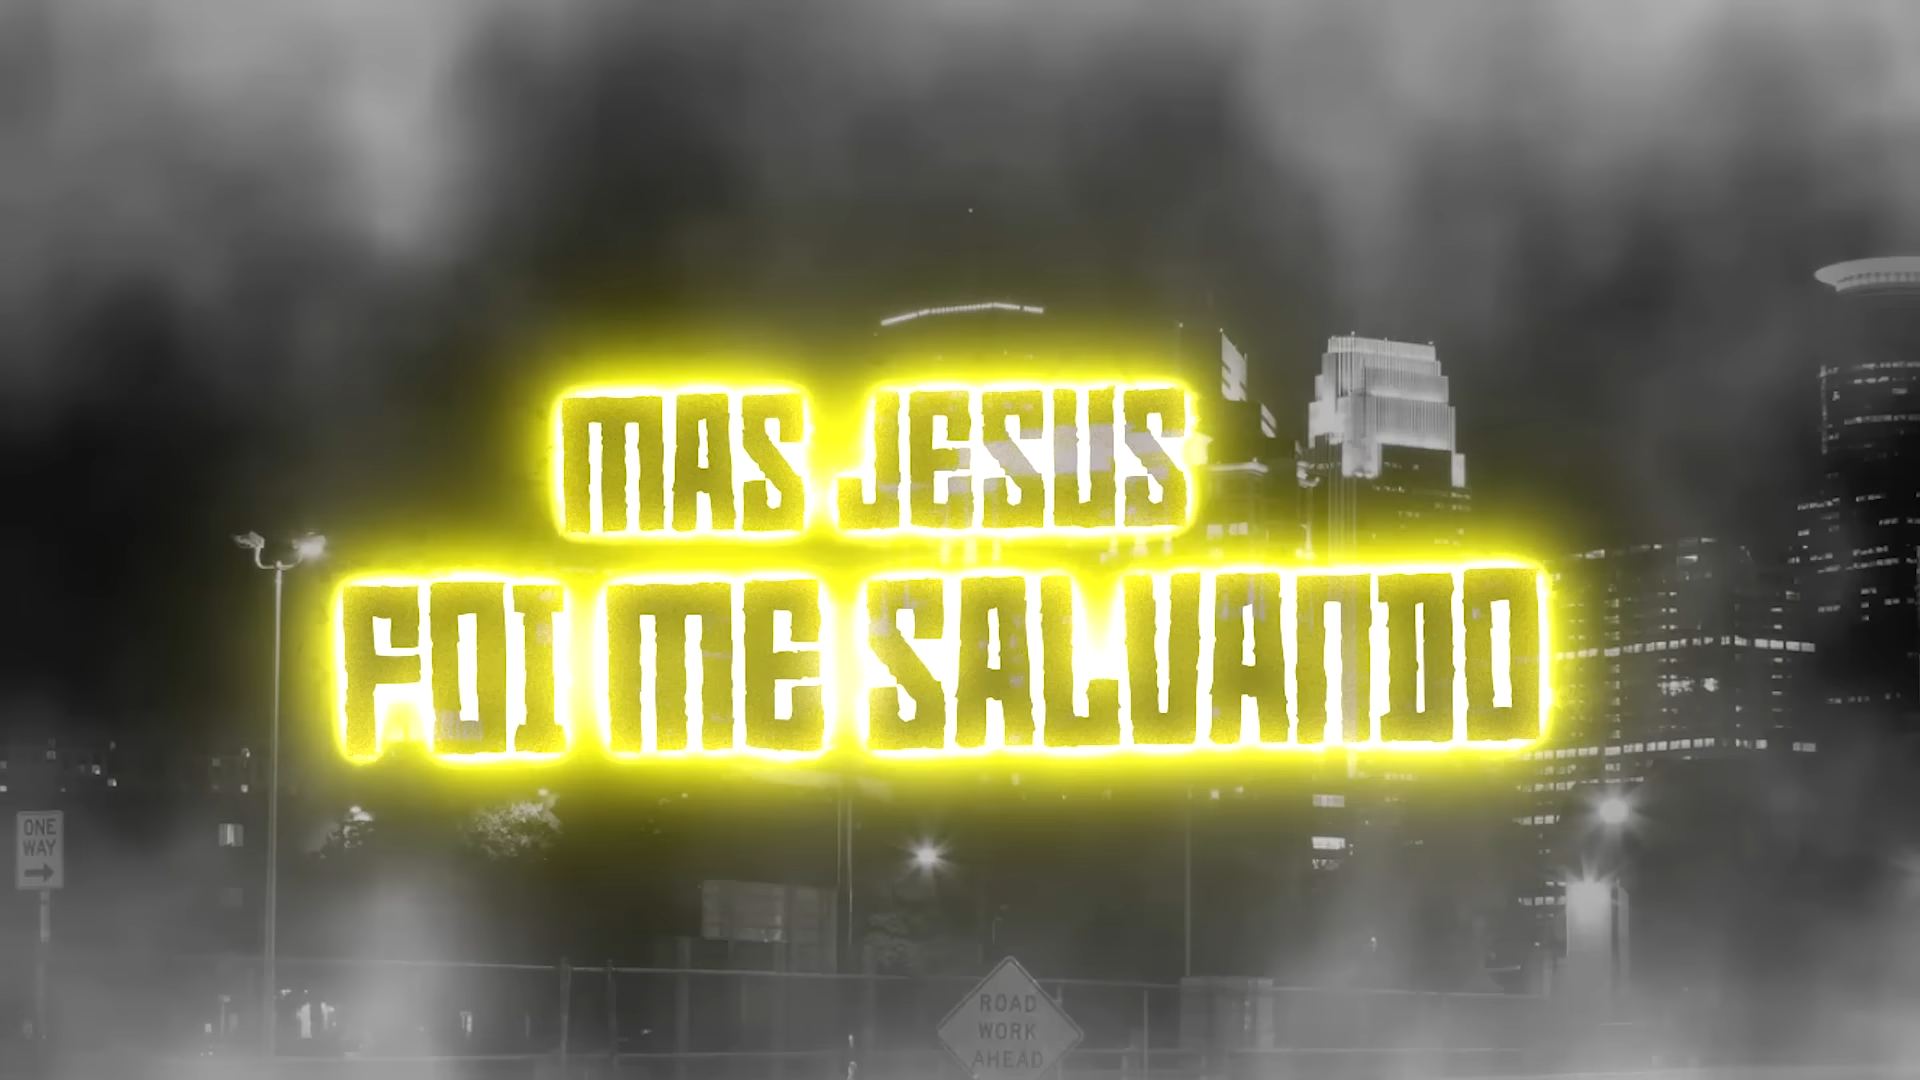 MAS JESUS
FOI ME SALVANDO
ONE
WAY
ROAD
WORK
AHEAD